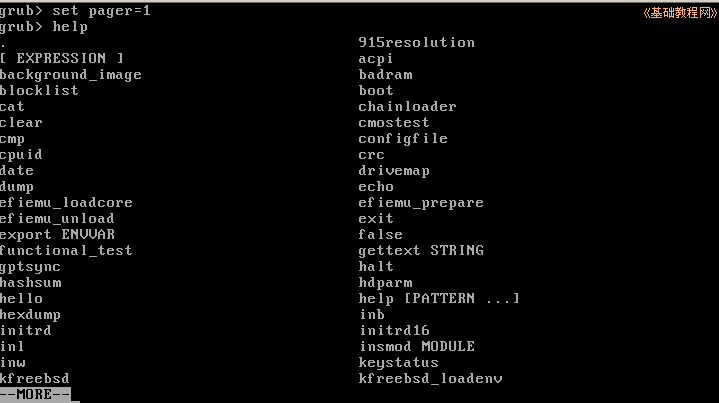 grub> set pager=1
《基础教程网》
grub> help
. 915resolution
[ EXPRESSION ] acpi
background_image badram
blocklist boot
cat chainloader
clear cmostest
cmp configfile
cpuid crc
date drivemap
dump echo
efiemu_loadcore efiemu_prepare
efiemu_unload exit
export ENVVAR false
functional_test gettext STRING
gptsync halt
hashsum hdparm
hello help [PATTERN ...]
hexdump inb
initrd initrd16
inl insmod MODULE
inw keystatus
kfreebsd kfreebsd_loadenv
--MORE--